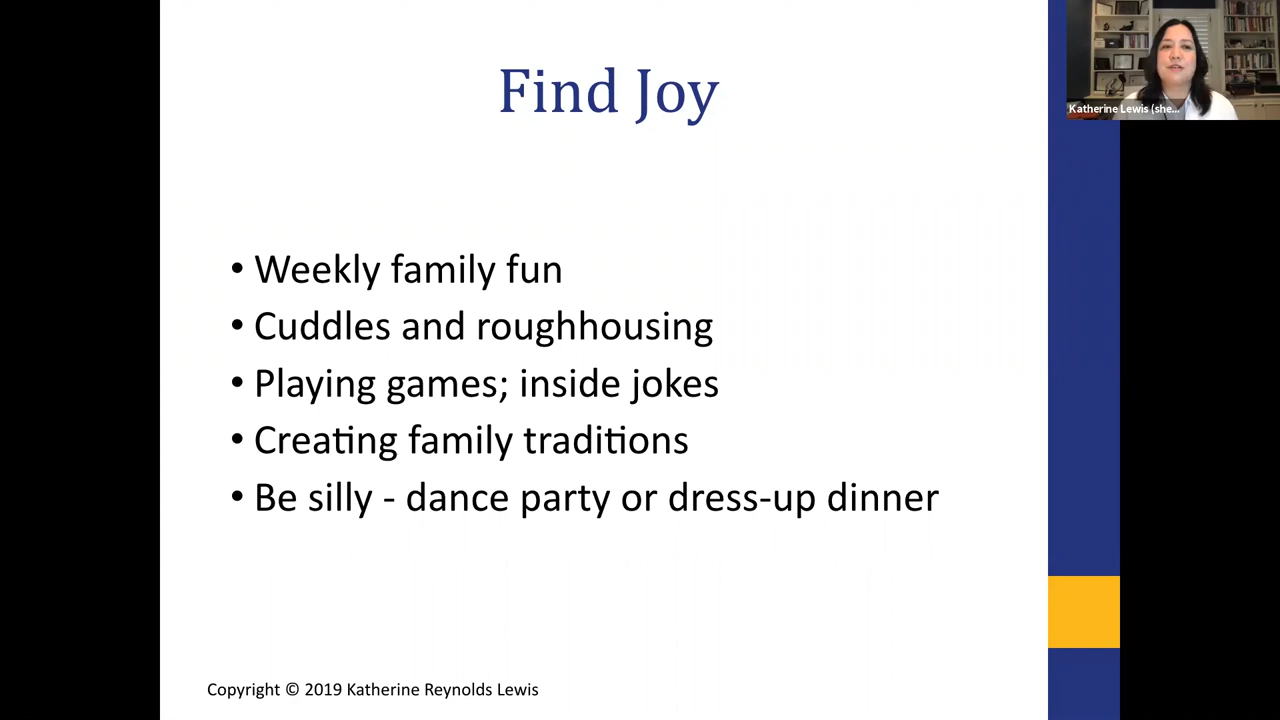 Find Joy
Katherine Lewis (she...
• Weekly family fun
• Cuddles and roughhousing
• Playing games; inside jokes
• Creating family traditions
• Be silly - dance party or dress-up dinner
Copyright © 2019 Katherine Reynolds Lewis